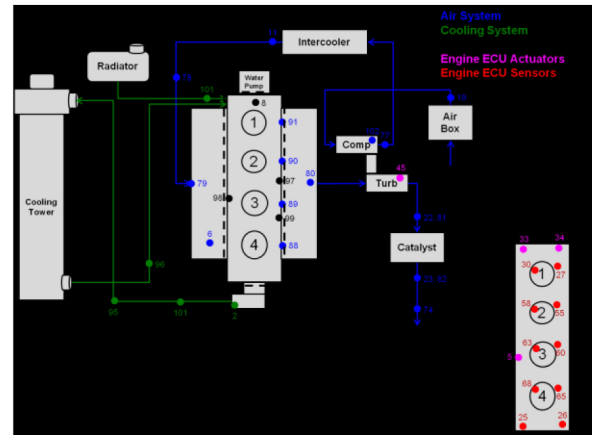 Air System
Cooling System
Engine ECU Actuators
Engine ECU Sensors
Radiator
Intercooler
Water
Pump
101
8
1
91
Air
Box
Comp
77
2
90
80
45
Turb
79
97
98
3
89
99
Cooling
Tower
6
4
88
Catalyst
96
95
101
2
74
33
34
30
1
27
58
2
55
63
60
5
3
68
4
65
25
26